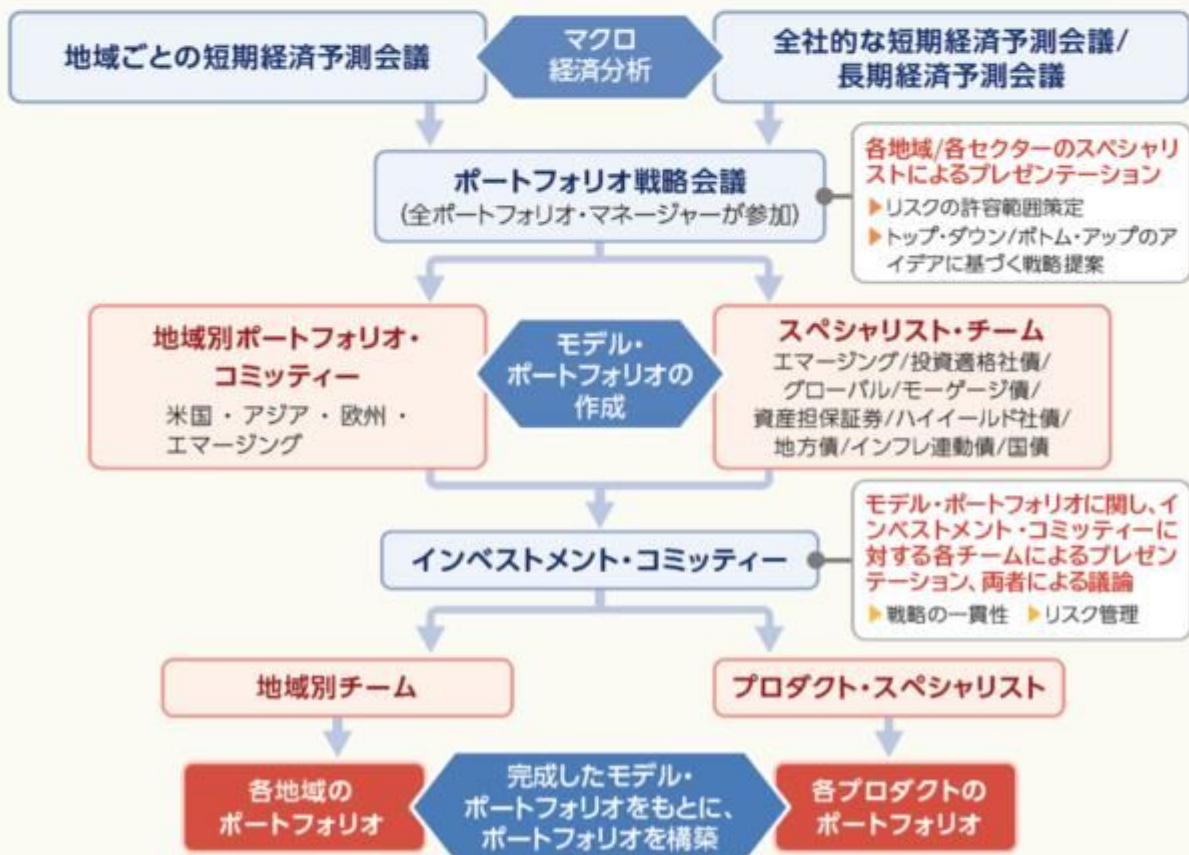 地域ごとの短期経済予測会議
マクロ
経済分析
全社的な短期経済予測会議/
長期経済予測会議
ポートフォリオ戦略会議
(全ポートフォリオ・マネージャーが参加)
各地域/各セクターのスペシャリ
ストによるプレゼンテーション
▶リスクの許容範囲策定
▶トップ・ダウン/ボトム・アップのア
イデアに基づく戦略提案
地域別ポートフォリオ・
コミッティー
米国・アジア・欧州・
エマージング
モデル・
ポートフォリオの
作成
スペシャリスト・チーム
エマージング/投資適格社債/
グローバル/モーゲージ債/
資産担保証券/ハイイールド社債/
地方債/インフレ連動債/国債
インベストメント・コミッティー
モデル・ポートフォリオに関し、イ
ンベストメント・コミッティーに
対する各チームによるプレゼン
テーション、両者による議論
▶戦略の一貫性 ▶リスク管理
地域別チーム
プロダクト・スペシャリスト
各地域の
ポートフォリオ
完成したモデル・
ポートフォリオをもとに、
ポートフォリオを構築
各プロダクトの
ポートフォリオ